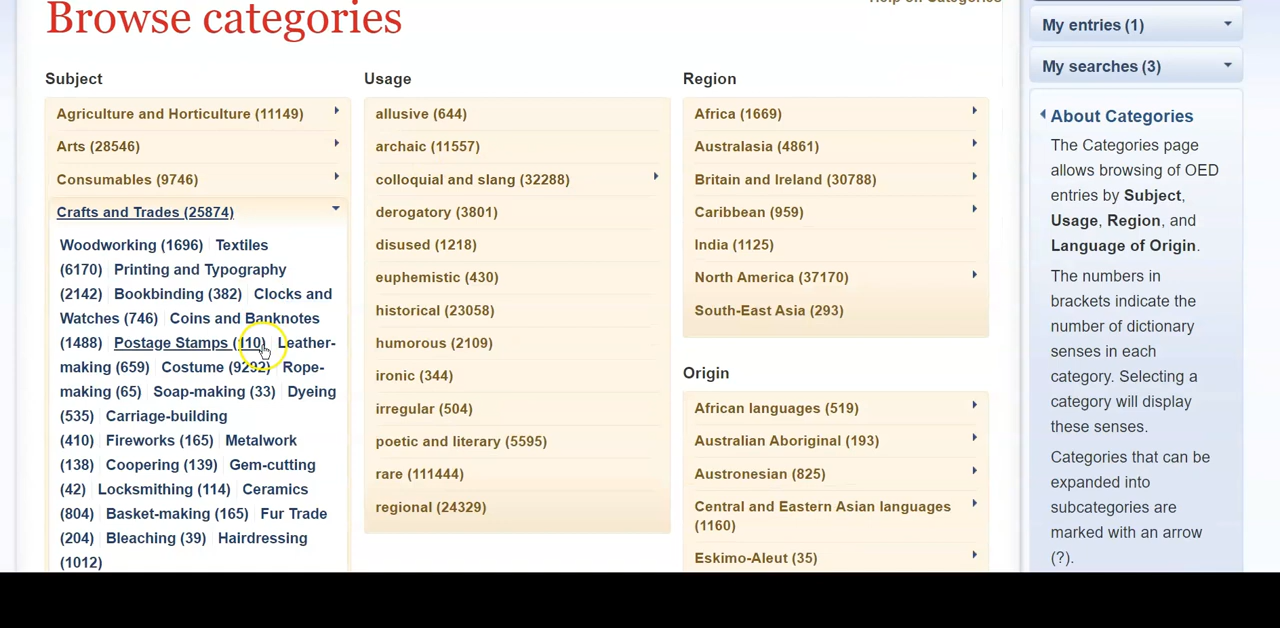 Browse categories
Help on Categories
Subject
Agriculture and Horticulture (11149)
Arts (28546)
Consumables (9746)
Crafts and Trades (25874)
Woodworking (1696) Textiles
(6170) Printing and Typography
(2142) Bookbinding (382) Clocks and
Watches (746) Coins and Banknotes
(1488) Postage Stamps (110) Leather-
making (659) Costume (9292) Rope-
making (65) Soap-making (33) Dyeing
(535) Carriage-building
(410) Fireworks (165) Metalwork
(138) Coopering (139) Gem-cutting
(42) Locksmithing (114) Ceramics
(804) Basket-making (165) Fur Trade
(204) Bleaching (39) Hairdressing
(1012)
Usage
allusive (644)
archaic (11557)
colloquial and slang (32288)
derogatory (3801)
disused (1218)
euphemistic (430)
historical (23058)
humorous (2109)
ironic (344)
irregular (504)
poetic and literary (5595)
rare (111444)
regional (24329)
Region
Africa (1669)
Australasia (4861)
Britain and Ireland (30788)
Caribbean (959)
India (1125)
North America (37170)
South-East Asia (293)
Origin
African languages (519)
Australian Aboriginal (193)
Austronesian (825)
Central and Eastern Asian languages
(1160)
Eskimo-Aleut (35)
My entries (1)
My searches (3)
About Categories
The Categories page
allows browsing of OED
entries by Subject,
Usage, Region, and
Language of Origin.
The numbers in
brackets indicate the
number of dictionary
senses in each
category. Selecting a
category will display
these senses.
Categories that can be
expanded into
subcategories are
marked with an arrow
(?).